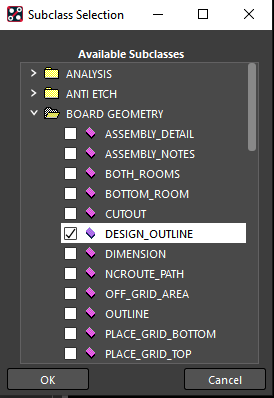 Subclass Selection
Available Subclasses
ANALYSIS
ANTI ETCH
BOARD GEOMETRY
ASSEMBLY_DETAIL
ASSEMBLY_NOTES
BOTH_ROOMS
BOTTOM_ROOM
CUTOUT
DESIGN_OUTLINE
DIMENSION
NCROUTE_PATH
OFF_GRID_AREA
OUTLINE
PLACE_GRID_BOTTOM
PLACE_GRID_TOP
OK Cancel